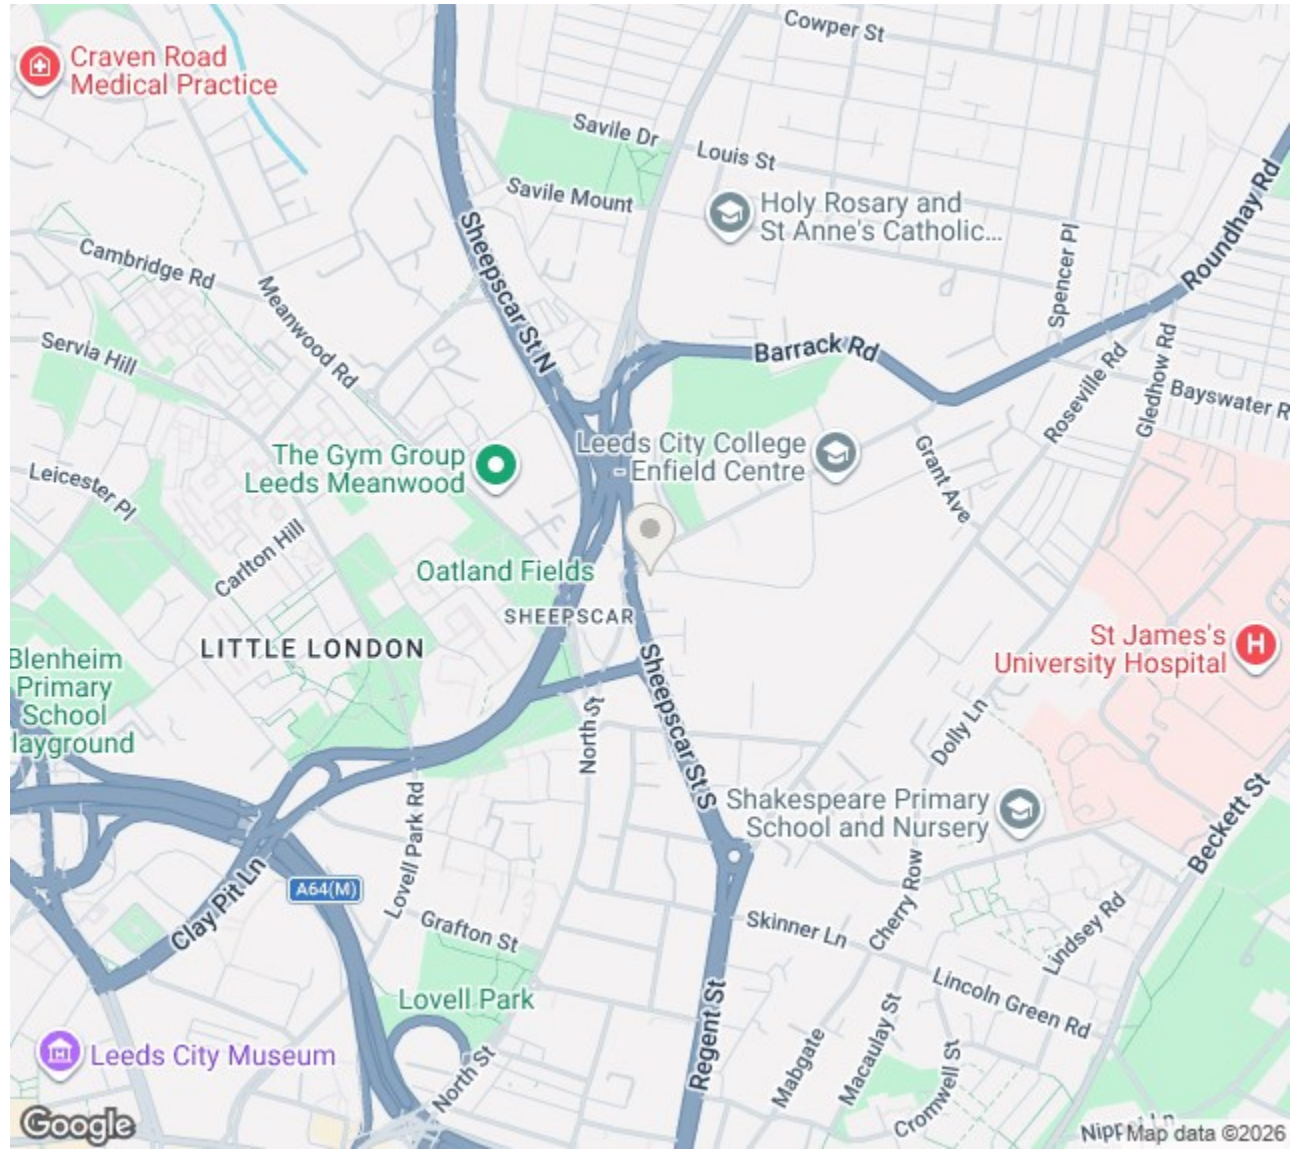 Cowper St
Craven Road
Medical Practice
Savile Dr
Louis St
Savile Mount
Holy Rosary and
St Anne's Catholic...
Roundhay Rd
Spencer Pl
Cambridge Rd
Sheepscar St N
Meanwood Rd
Servia Hill
Barrack Rd
Roseville Rd
Gledhow Rd
Bayswater R
The Gym Group
Leeds Meanwood
Leeds City College
- Enfield Centre
Grant Ave
Leicester Pl
Carlton Hill
Oatland Fields
SHEEPSCAR
LITTLE LONDON
St James's
University Hospital
Blenheim
Primary
School
layground
Sheepscar St S
North St
Dolly Ln
Shakespeare Primary
School and Nursery
Beckett St
Lovell Park Rd
A64(M)
Clay Pit Ln
Cherry Row
Grafton St
Skinner Ln
Lindsey Rd
Lincoln Green Rd
Lovell Park
Regent St
Macaulay St
Mabgate
Cromwell St
Leeds City Museum
North St
Google
Map data ©2026